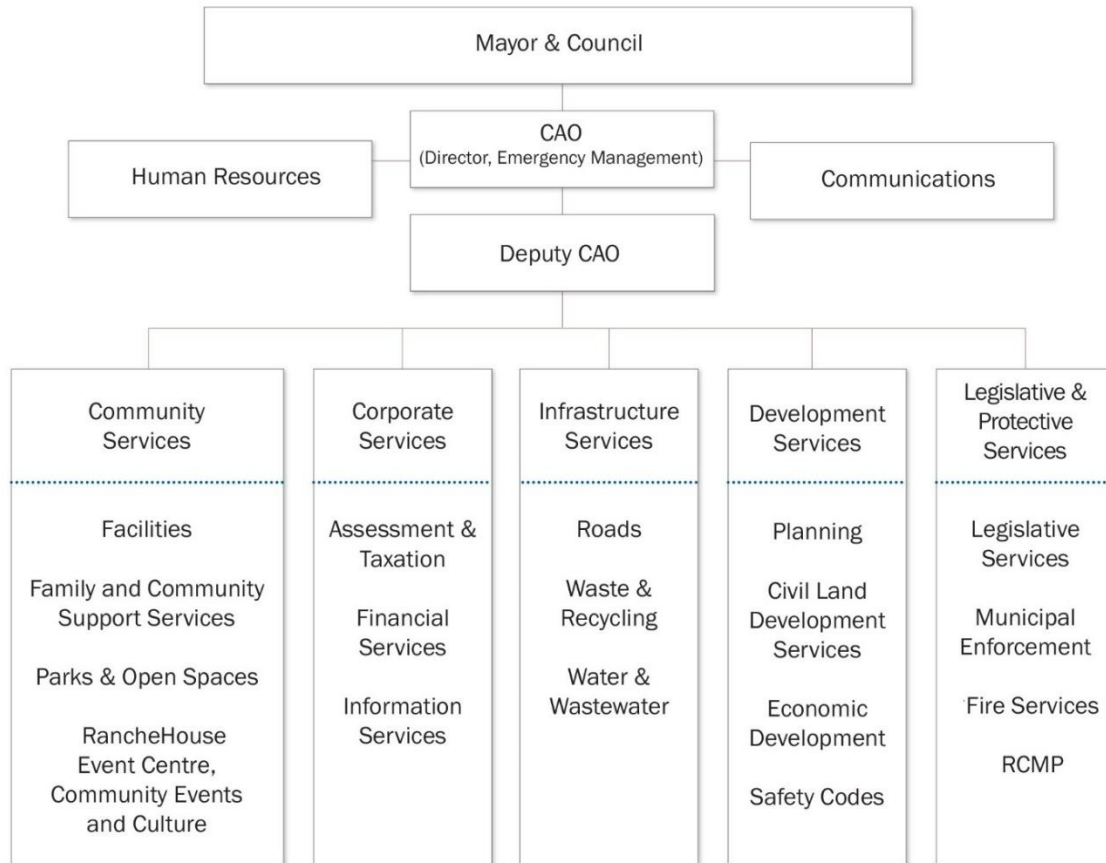 Mayor & Council
CAO
(Director, Emergency Management)
Human Resources
Communications
Deputy CAO
Community
Services
Facilities
Family and Community
Support Services
Parks & Open Spaces
RancheHouse
Event Centre,
Community Events
and Culture
Corporate
Services
Assessment &
Taxation
Financial
Services
Information
Services
Infrastructure
Services
Roads
Waste &
Recycling
Water &
Wastewater
Development
Services
Planning
Civil Land
Development
Services
Economic
Development
Safety Codes
Legislative &
Protective
Services
Legislative
Services
Municipal
Enforcement
Fire Services
RCMP